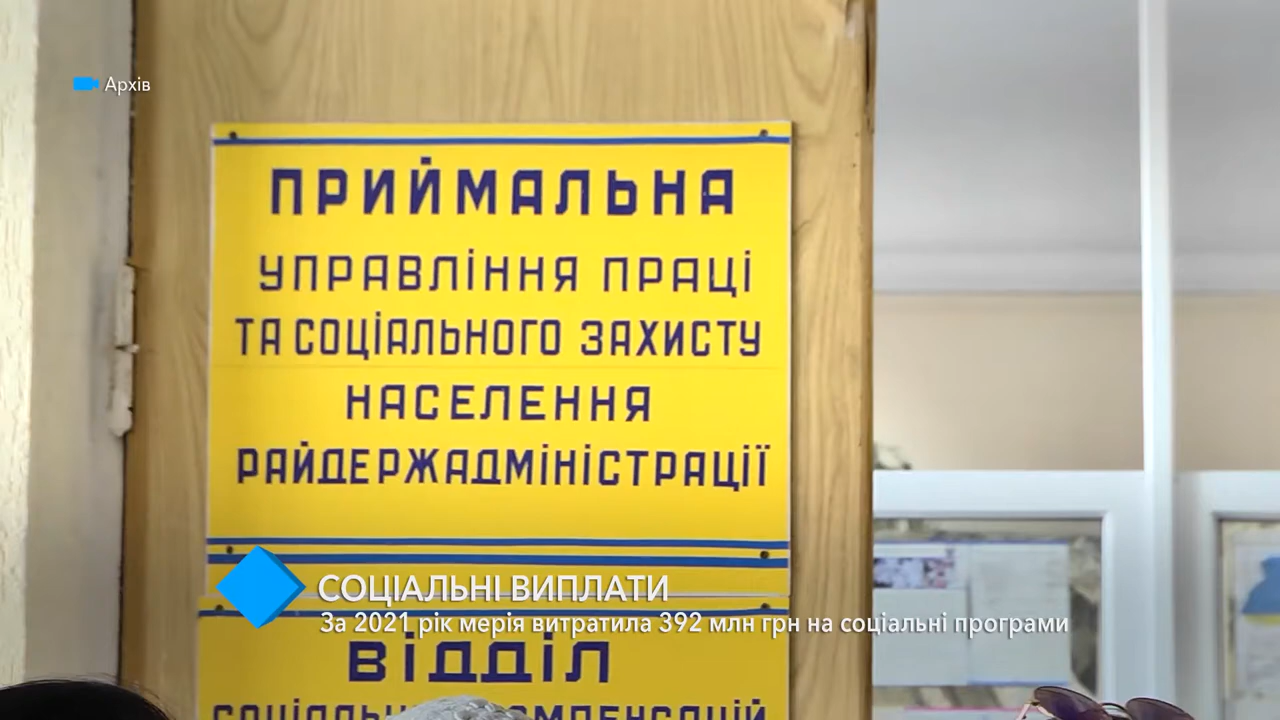 Архів
ПРИЙМАЛЬНА
УПРАВЛІННЯ ПРАЦІ
ТА СОЦІАЛЬНОГО ЗАХИСТУ
НАСЕЛЕННЯ
РАЙДЕРЖАДМІНІСТРАЦІЇ
СОЦІАЛЬНІ ВИПЛАТИ
За 2021 рік мерія витратила 392 млн грн на соціальні програми
ВІДДІЛ